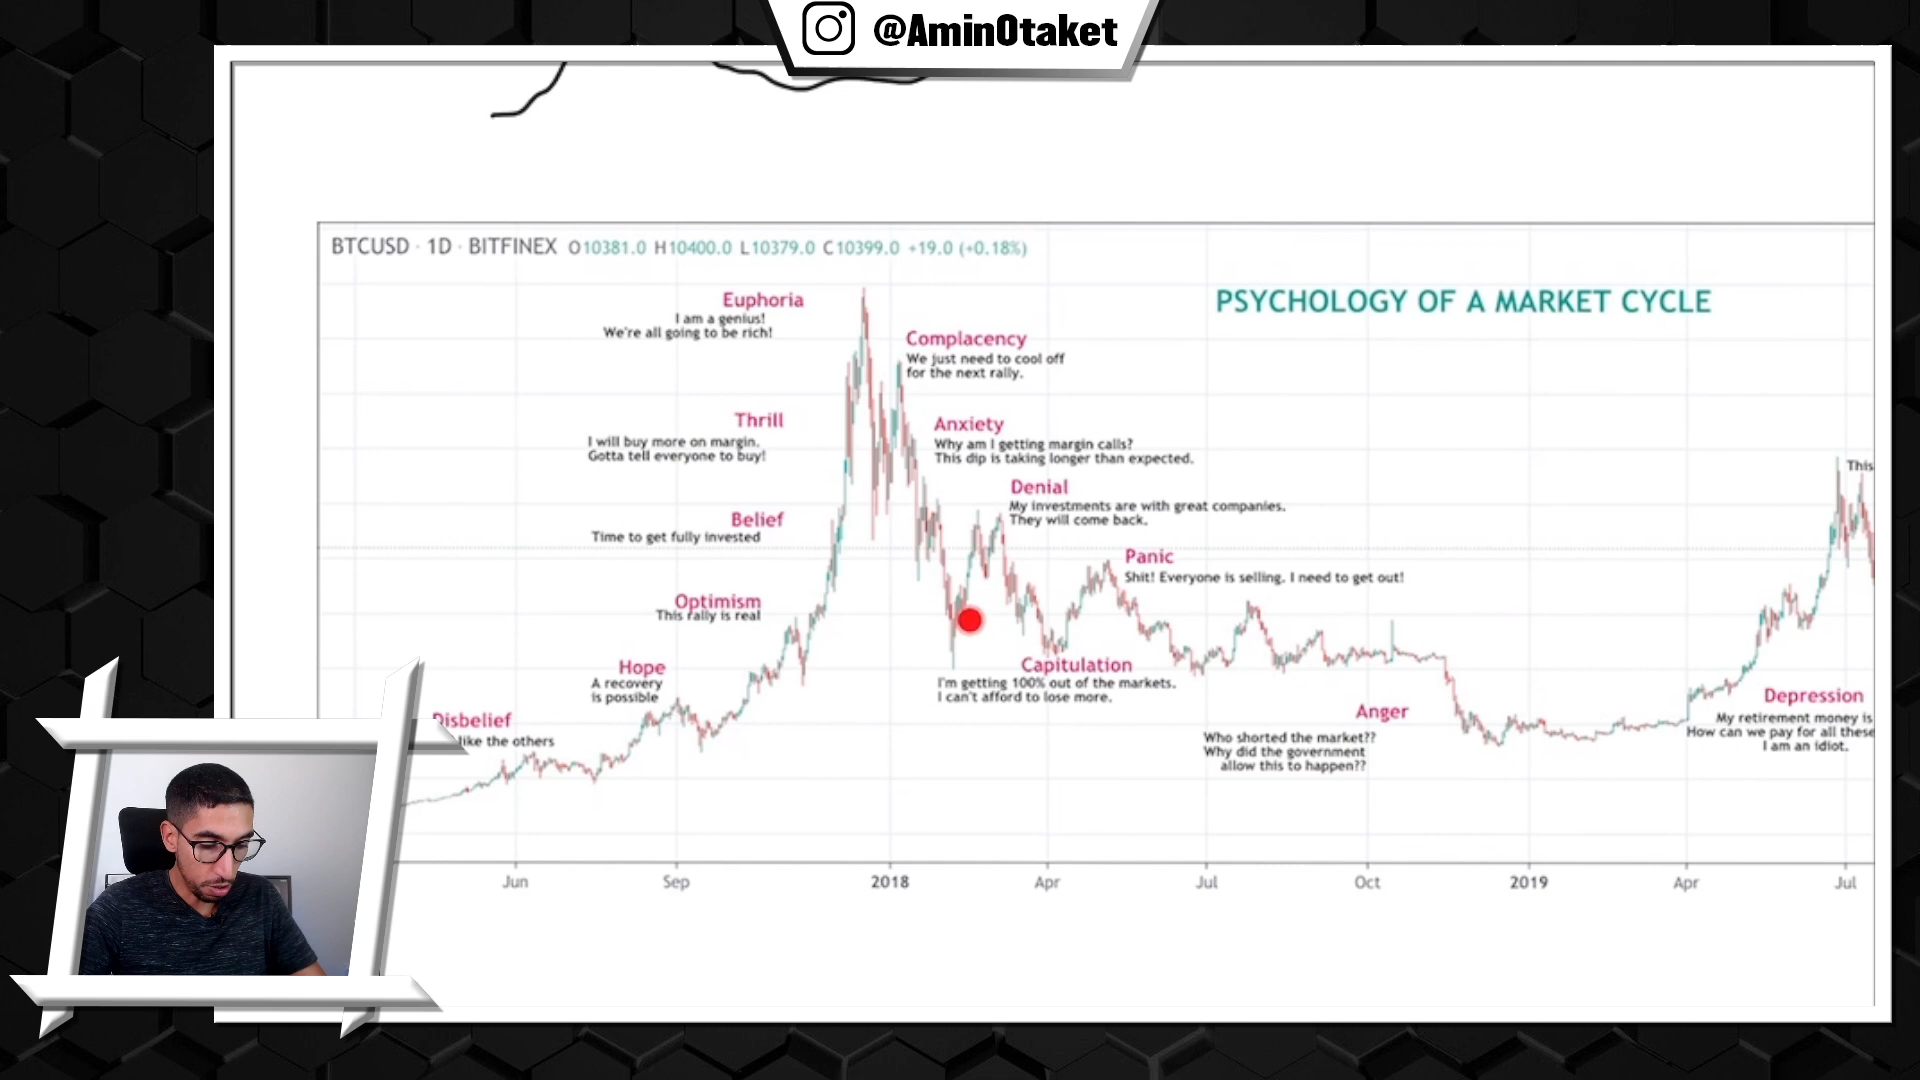 @AminOtaket
BTCUSD · 1D · BITFINEX O10381.0 H10400.0 L10379.0 C10399.0 +19.0 (+0.18%)
PSYCHOLOGY OF A MARKET CYCLE
Euphoria
I am a genius!
We're all going to be rich!
Complacency
We just need to cool off
for the next rally.
Thrill
I will buy more on margin.
Gotta tell everyone to buy!
Anxiety
Why am I getting margin calls?
This dip is taking longer than expected.
This
Denial
My investments are with great companies.
They will come back.
Belief
Time to get fully invested
Panic
Shit! Everyone is selling. I need to get out!
Optimism
This rally is real
Hope
A recovery
is possible
Capitulation
I'm getting 100% out of the markets.
I can't afford to lose more.
Disbelief
like the others
Anger
Who shorted the market??
Why did the government
allow this to happen??
Depression
My retirement money is
How can we pay for all these
I am an idiot.
Jun Sep 2018 Apr Jul Oct 2019 Apr Jul